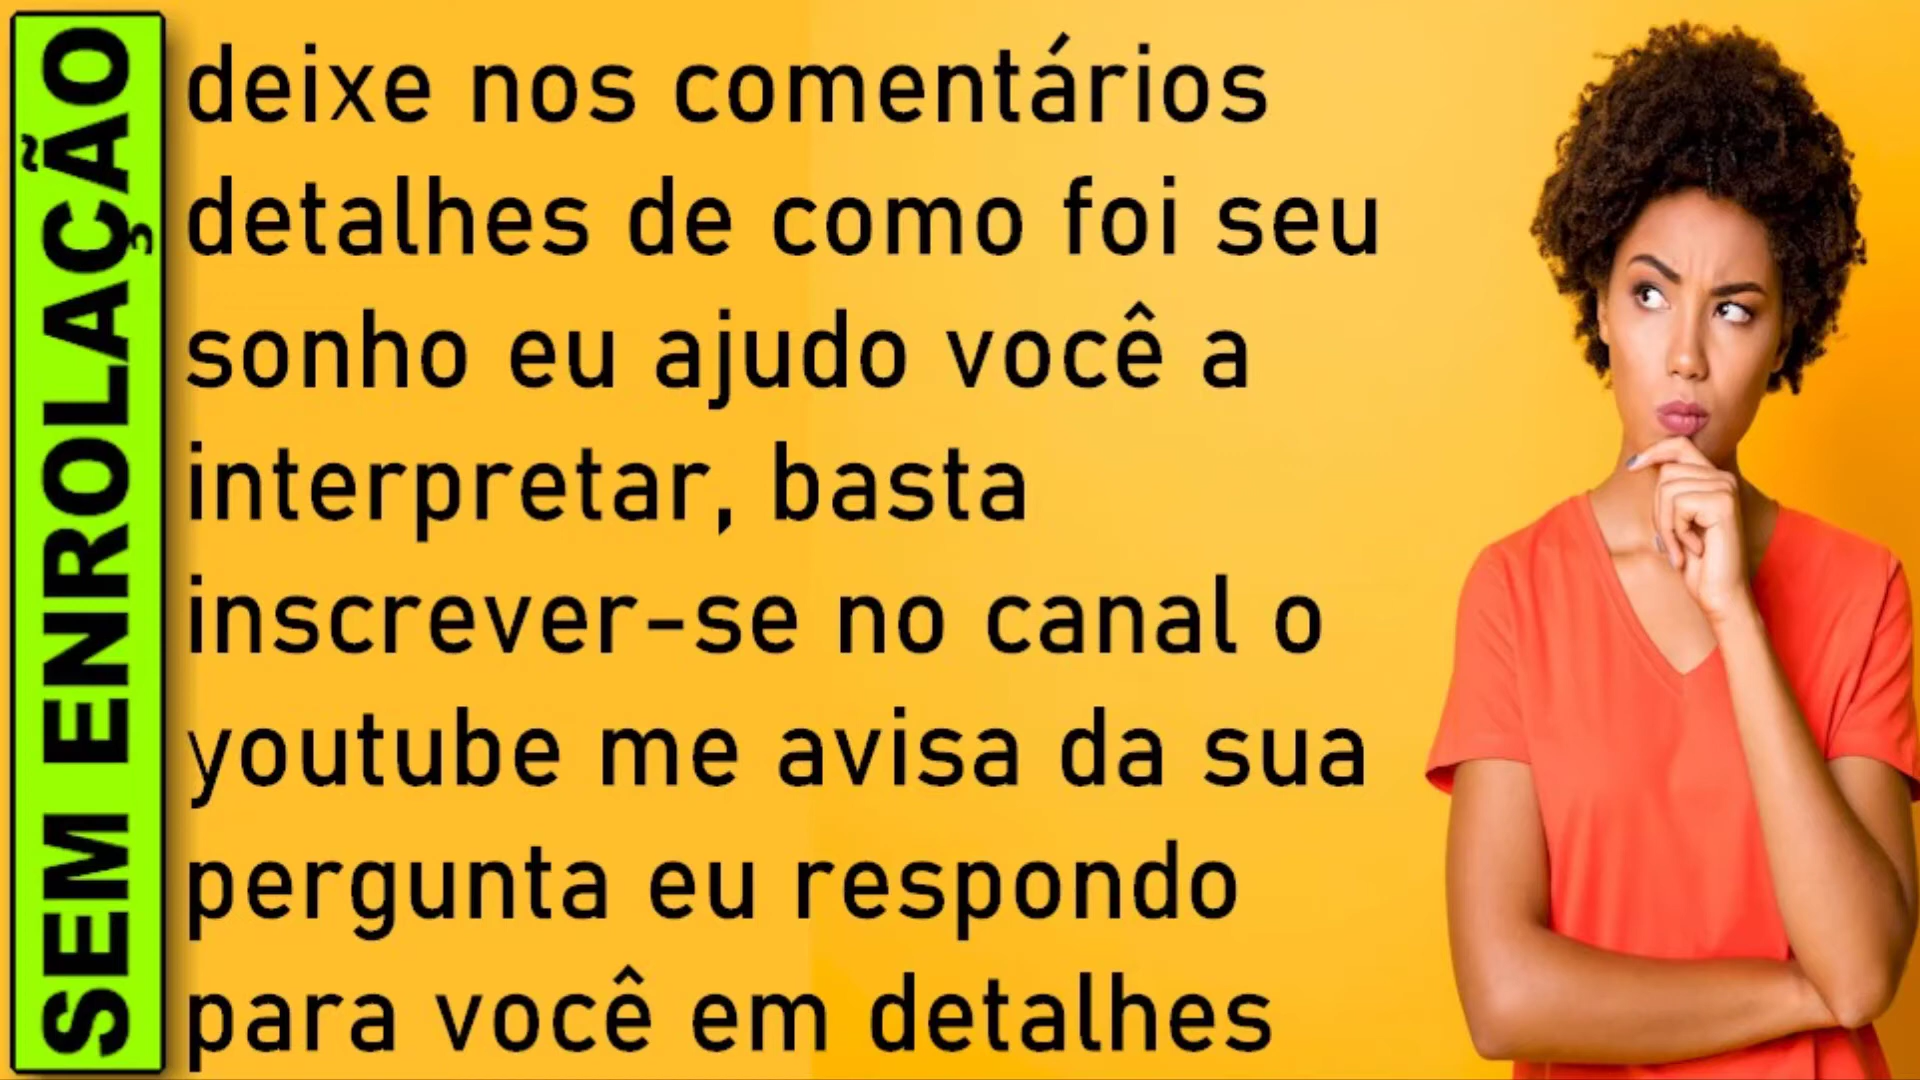 SEM ENROLAÇÃO
deixe nos comentários
detalhes de como foi seu
sonho eu ajudo você a
interpretar, basta
inscrever-se no canal o
youtube me avisa da sua
pergunta eu respondo
para você em detalhes